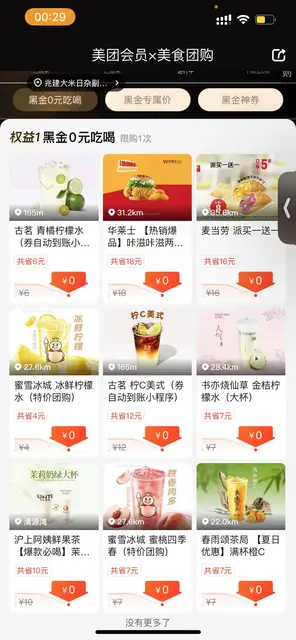 00:29
美团会员×美食团购
兆建大米日杂副...
黑金0元吃喝
黑金专属价
黑金神券
权益1 黑金0元吃喝 限购1次
165m
古茗 青橘柠檬水
（券自动到账小...
共省6元
¥6
¥0
31.2km
华莱士 【热销爆
品】咔滋咔滋两...
共省18元
¥18
¥0
派买一送一
35.6km
麦当劳 派买一送一
共省16元
¥16
¥0
冰鲜柠檬水
27.6km
蜜雪冰城 冰鲜柠檬
水（特价团购）
共省4元
¥4
¥0
柠C美式
165m
古茗 柠C美式（券
自动到账小程序）
共省12元
¥12
¥0
人气
28.4km
书亦烧仙草 金桔柠
檬水（大杯）
共省7元
¥7
¥0
茉莉奶绿大杯
清源湾
沪上阿姨鲜果茶
【爆款必喝】茉...
共省10元
¥10
¥0
27.6km
蜜雪冰城 蜜桃四季
春（特价团购）
共省7元
¥7
¥0
22.0km
春雨颂茶局 【夏日
优惠】满杯橙C
共省7元
¥7
¥0
没有更多了